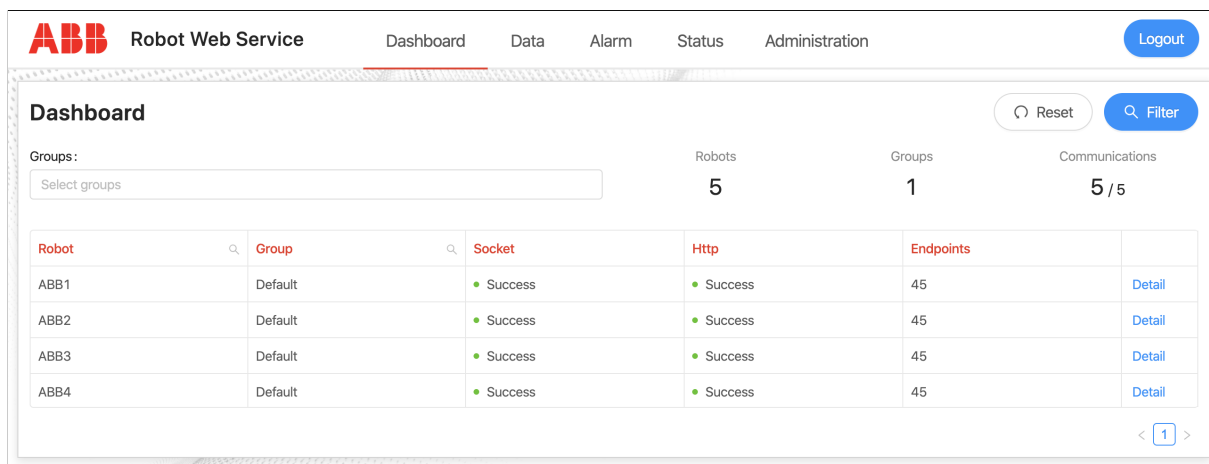 ABB Robot Web Service Dashboard Data Alarm Status Administration Logout
Dashboard Reset Filter
Groups: Robots Groups Communications
Select groups 5 1 5 / 5
Robot Group Socket Http Endpoints
ABB1 Default Success Success 45 Detail
ABB2 Default Success Success 45 Detail
ABB3 Default Success Success 45 Detail
ABB4 Default Success Success 45 Detail
< 1 >